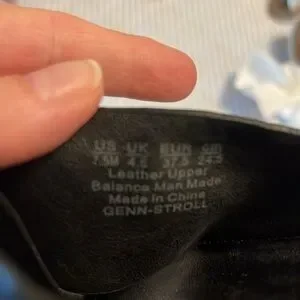 US UK EUR cm
7.5M 4.5 37.5 24.5
Leather Upper
Balance Man Made
Made in China
GENN-STROLL